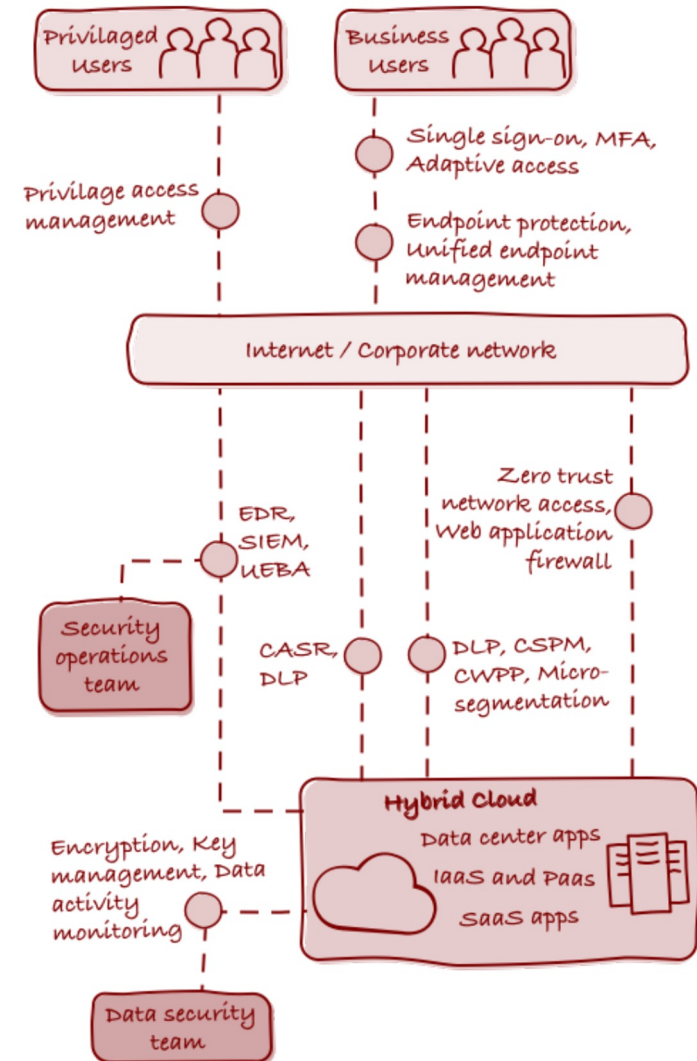 Privilaged
Users
Business
Users
Single sign-on, MFA,
Adaptive access
Privilage access
management
Endpoint protection,
Unified endpoint
management
Internet / Corporate network
Zero trust
network access,
Web application
firewall
EDR,
SIEM,
UEBA
Security
operations
team
CASR,
DLP
DLP, CSPM,
CWPP, Micro-
segmentation
Hybrid Cloud
Data center apps
IaaS and PaaS
SaaS apps
Encryption, Key
management, Data
activity
monitoring
Data security
team